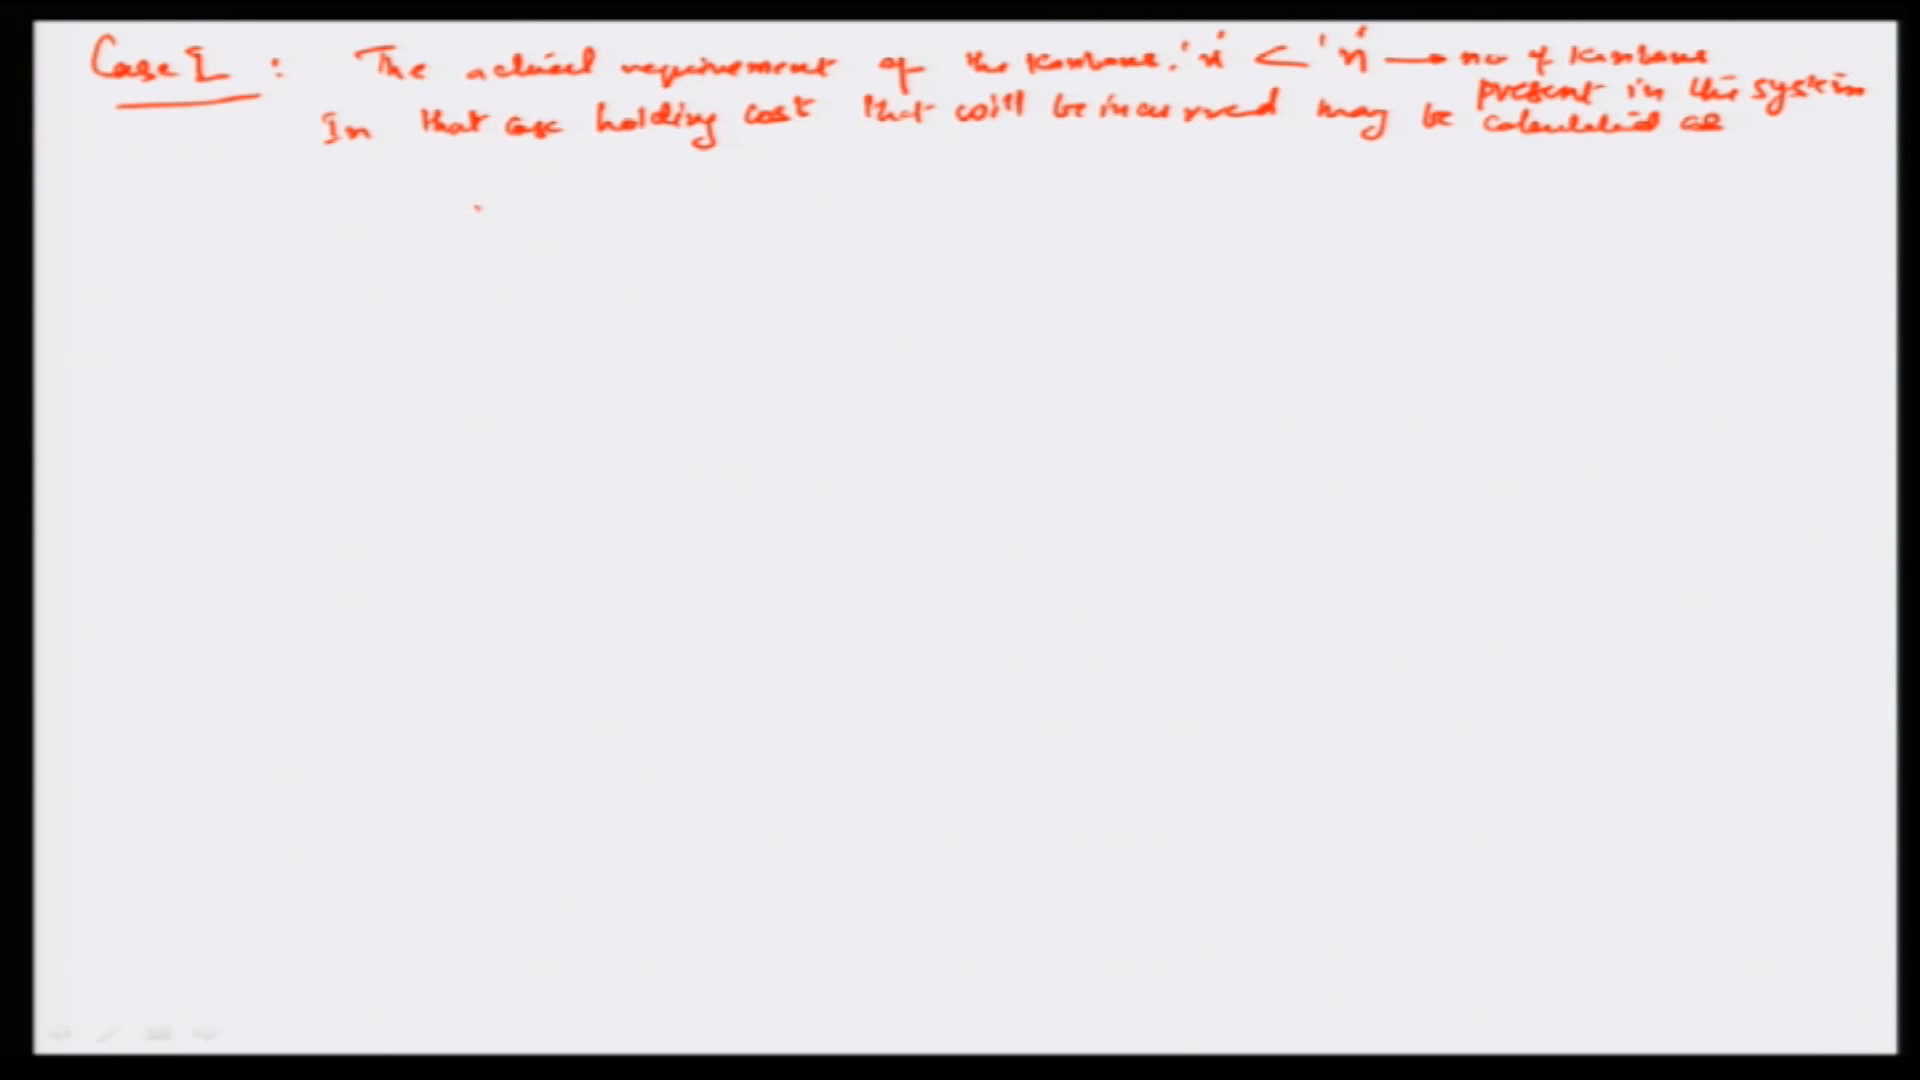 Case I : The actual requirement of the Kanbans 'x' < 'n' → no of Kanbans
present in the system
In that case holding cost that will be incurred may be calculated as